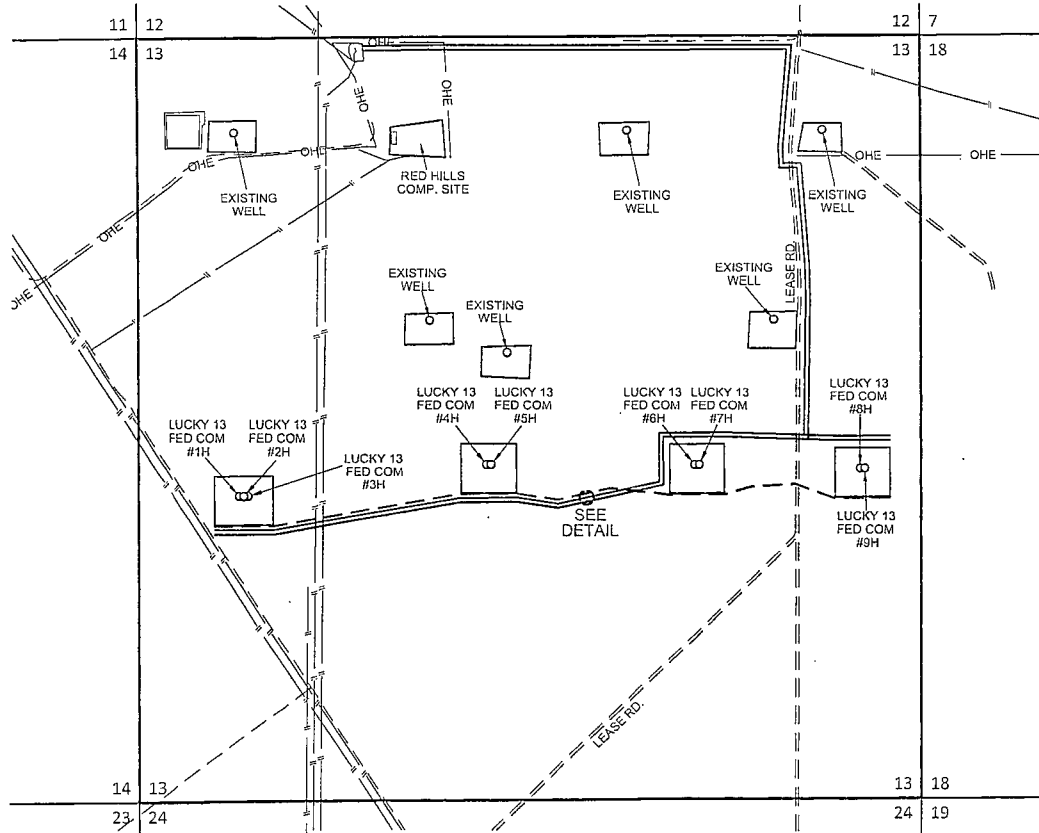 11 12
12 7
14 13
13 18
OHE
OHE
OHE
OHE
OHE
OHE
OHE
OHE
OHE
OHE
EXISTING
WELL
RED HILLS
COMP. SITE
EXISTING
WELL
EXISTING
WELL
LEASE RD.
EXISTING
WELL
EXISTING
WELL
EXISTING
WELL
LUCKY 13
FED COM
#1H
LUCKY 13
FED COM
#2H
LUCKY 13
FED COM
#3H
LUCKY 13
FED COM
#4H
LUCKY 13
FED COM
#5H
LUCKY 13
FED COM
#6H
LUCKY 13
FED COM
#7H
LUCKY 13
FED COM
#8H
LUCKY 13
FED COM
#9H
SEE
DETAIL
LEASE RD.
14 13
13 18
23 24
24 19